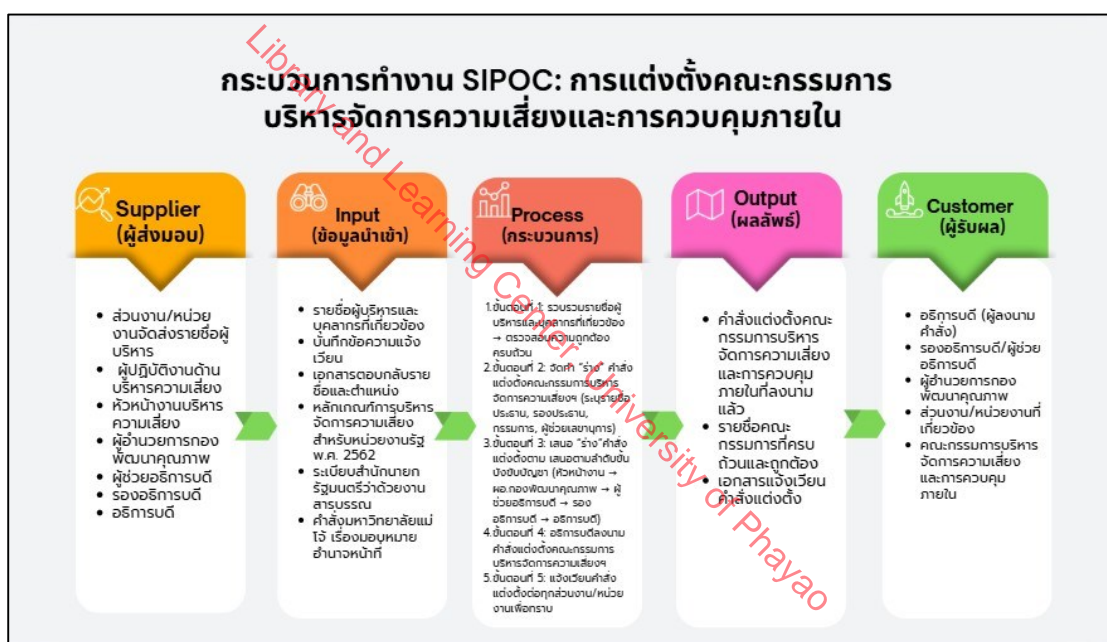 กระบวนการทำงาน SIPOC: การแต่งตั้งคณะกรรมการ
บริหารจัดการความเสี่ยงและการควบคุมภายใน
Supplier
(ผู้ส่งมอบ)
ส่วนงาน/หน่วย
งานจัดส่งรายชื่อผู้
บริหาร
ผู้ปฏิบัติงานด้าน
บริหารความเสี่ยง
หัวหน้างานบริหาร
ความเสี่ยง
ผู้อำนวยการกอง
พัฒนาคุณภาพ
ผู้ช่วยอธิการบดี
รองอธิการบดี
อธิการบดี
Input
(ข้อมูลนำเข้า)
รายชื่อผู้บริหารและ
บุคลากรที่เกี่ยวข้อง
บันทึกข้อความแจ้ง
เวียน
เอกสารตอบกลับราย
ชื่อและตำแหน่ง
หลักเกณฑ์การบริหาร
จัดการความเสี่ยง
สำหรับหน่วยงานรัฐ
พ.ศ. 2562
ระเบียบสำนักนายก
รัฐมนตรีว่าด้วยงาน
สารบรรณ
คำสั่งมหาวิทยาลัยแม่
โจ้ เรื่องมอบหมาย
อำนาจหน้าที่
Process
(กระบวนการ)
1.ขั้นตอนที่ 1: รวบรวมรายชื่อผู้
บริหารและบุคลากรที่เกี่ยวข้อง
→ ตรวจสอบความถูกต้อง
ครบถ้วน
2.ขั้นตอนที่ 2: จัดทำ "ร่าง" คำสั่ง
แต่งตั้งคณะกรรมการบริหาร
จัดการความเสี่ยงฯ (ระบุรายชื่อ
ประธาน, รองประธาน,
กรรมการ, ผู้ช่วยเลขานุการ)
3.ขั้นตอนที่ 3: เสนอ "ร่าง"คำสั่ง
แต่งตั้งตาม เสนอตามลำดับชั้น
บังคับบัญชา (หัวหน้างาน →
ผอ.กองพัฒนาคุณภาพ → ผู้
ช่วยอธิการบดี → รอง
อธิการบดี → อธิการบดี)
4.ขั้นตอนที่ 4: อธิการบดีลงนาม
คำสั่งแต่งตั้งคณะกรรมการ
บริหารจัดการความเสี่ยงฯ
5.ขั้นตอนที่ 5: แจ้งเวียนคำสั่ง
แต่งตั้งต่อทุกส่วนงาน/หน่วย
งานเพื่อทราบ
Output
(ผลลัพธ์)
คำสั่งแต่งตั้งคณะ
กรรมการบริหาร
จัดการความเสี่ยง
และการควบคุม
ภายในที่ลงนาม
แล้ว
รายชื่อคณะ
กรรมการที่ครบ
ถ้วนและถูกต้อง
เอกสารแจ้งเวียน
คำสั่งแต่งตั้ง
Customer
(ผู้รับผล)
อธิการบดี (ผู้ลงนาม
คำสั่ง)
รองอธิการบดี/ผู้ช่วย
อธิการบดี
ผู้อำนวยการกอง
พัฒนาคุณภาพ
ส่วนงาน/หน่วยงานที่
เกี่ยวข้อง
คณะกรรมการบริหาร
จัดการความเสี่ยง
และการควบคุม
ภายใน
Library and Learning Center, University of Phayao